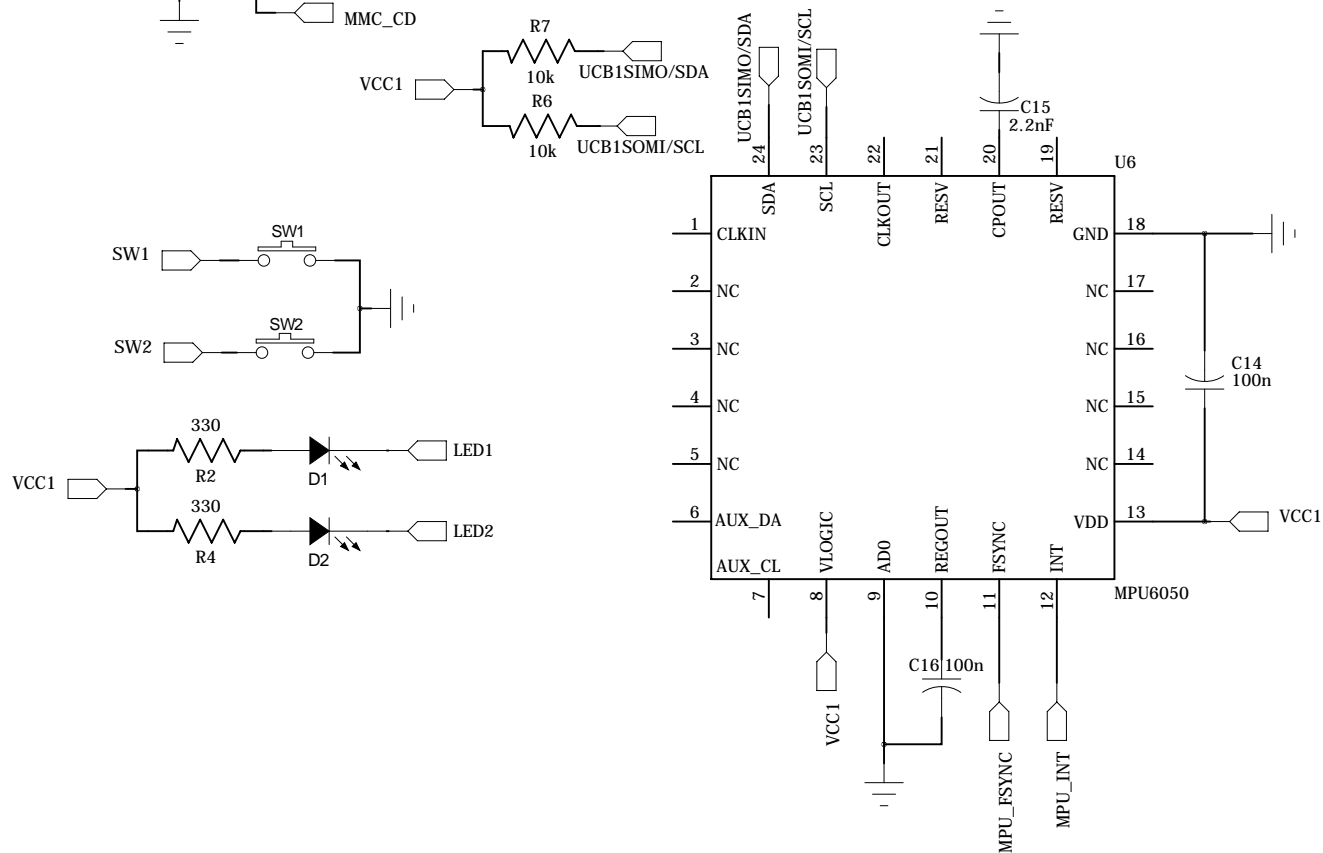 MMC_CD
R7
10k
UCB1SIMO/SDA
VCC1
R6
10k
UCB1SOMI/SCL
SW1
SW1
SW2
SW2
330
R2
D1
LED1
VCC1
330
R4
D2
LED2
UCB1SIMO/SDA
UCB1SOMI/SCL
C15
2.2nF
24
23
22
21
20
19
U6
SDA
SCL
CLKOUT
RESV
CPOUT
RESV
1 CLKIN
GND 18
2 NC
NC 17
3 NC
NC 16
4 NC
NC 15
5 NC
NC 14
6 AUX_DA
VDD 13
C14
100n
VCC1
AUX_CL
VLOGIC
AD0
REGOUT
FSYNC
INT
7
8
9
10
11
12
MPU6050
C16 100n
VCC1
MPU_FSYNC
MPU_INT